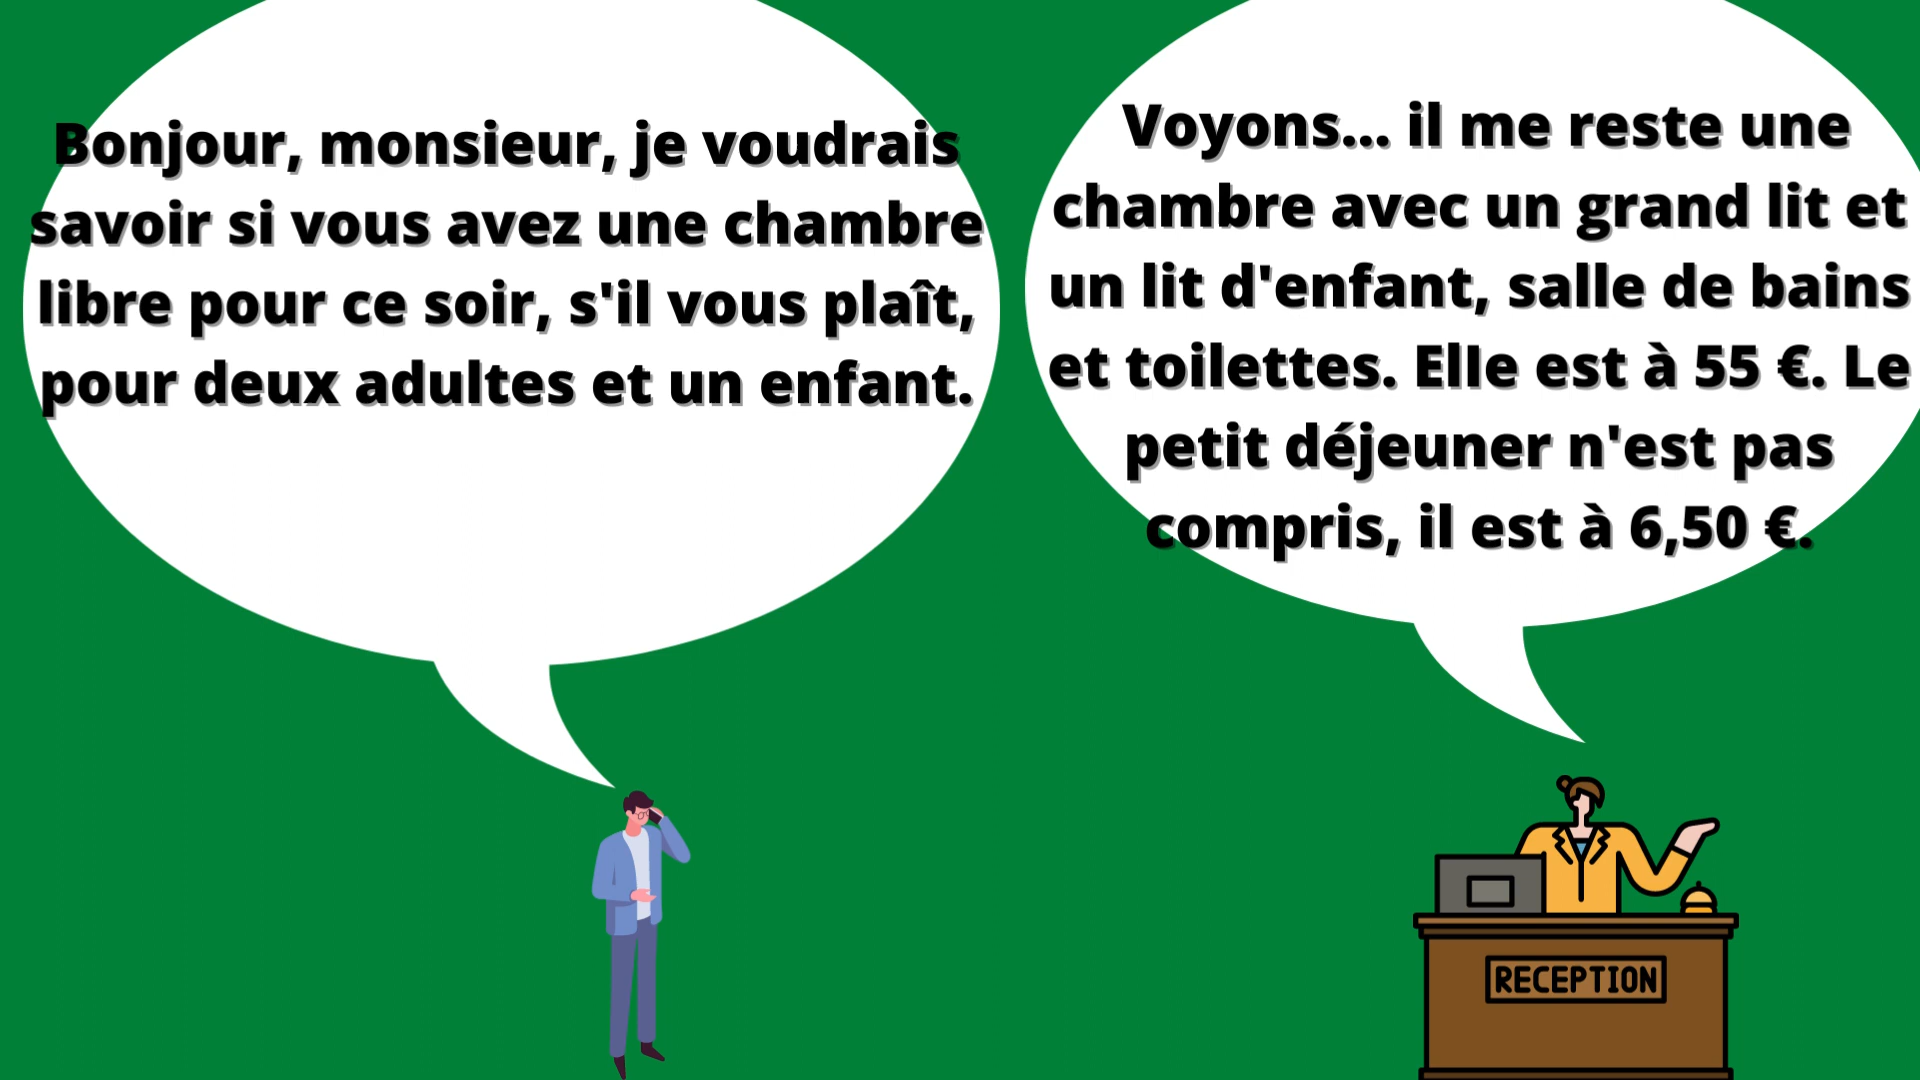 Bonjour, monsieur, je voudrais
savoir si vous avez une chambre
libre pour ce soir, s'il vous plaît,
pour deux adultes et un enfant.
Voyons... il me reste une
chambre avec un grand lit et
un lit d'enfant, salle de bains
et toilettes. Elle est à 55 €. Le
petit déjeuner n'est pas
compris, il est à 6,50 €.
RECEPTION